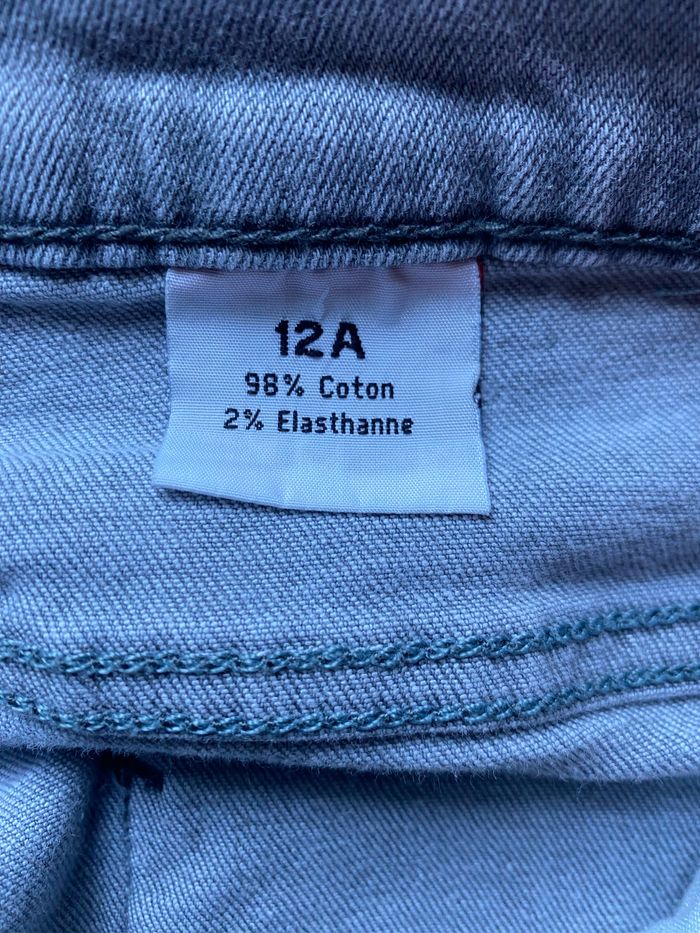 12A
98% Coton
2% Elasthanne